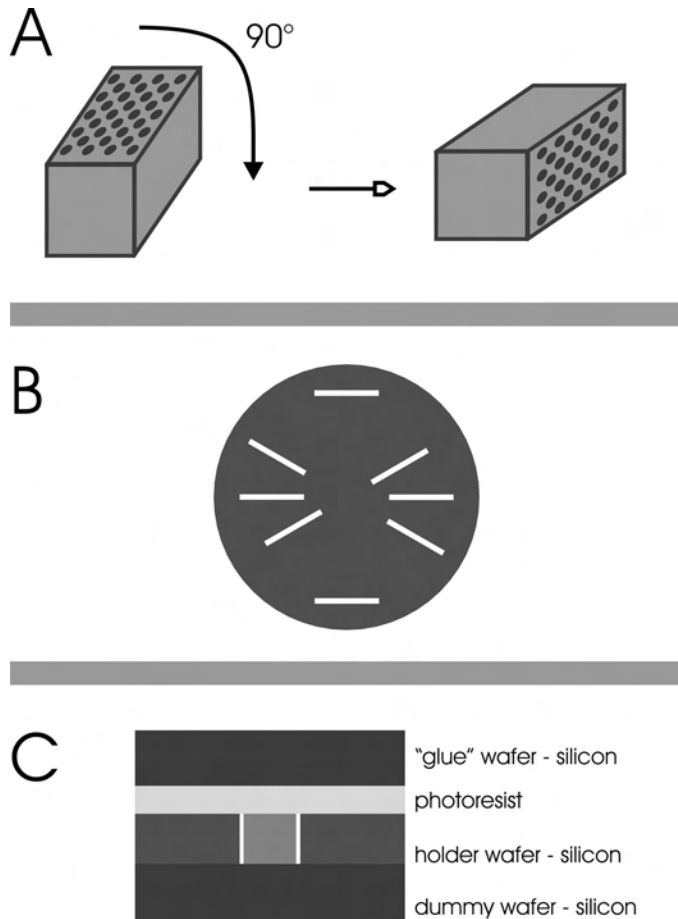 A
90°
B
C
"glue" wafer - silicon
photoresist
holder wafer - silicon
dummy wafer - silicon